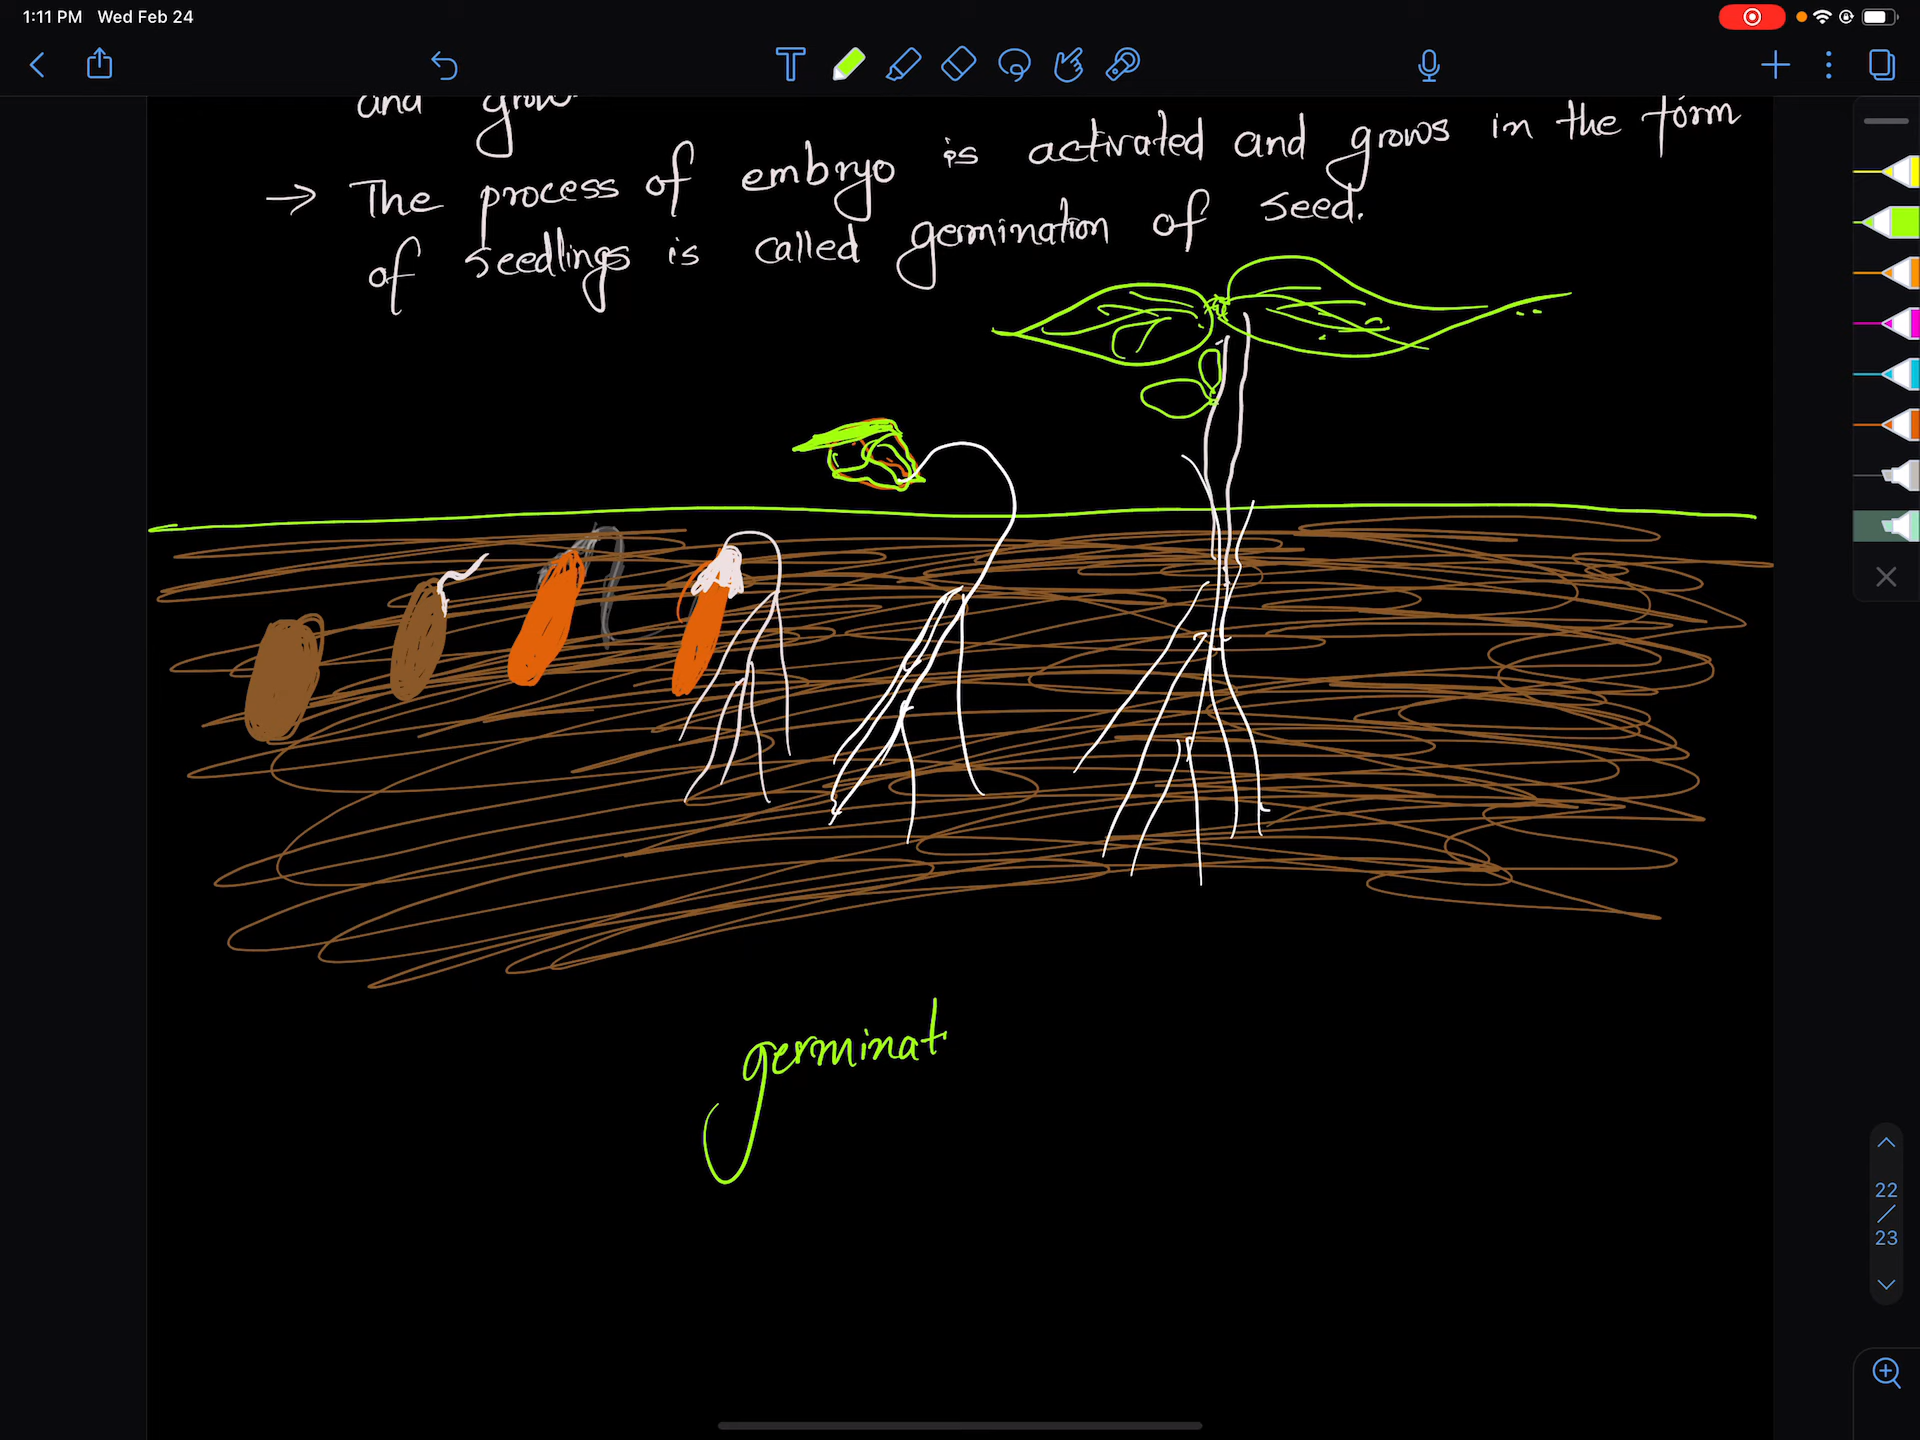 1:11 PM Wed Feb 24
and grow.
→ The process of embryo is activated and grows in the form
of seedlings is called germination of seed.
germinat
22
/
23